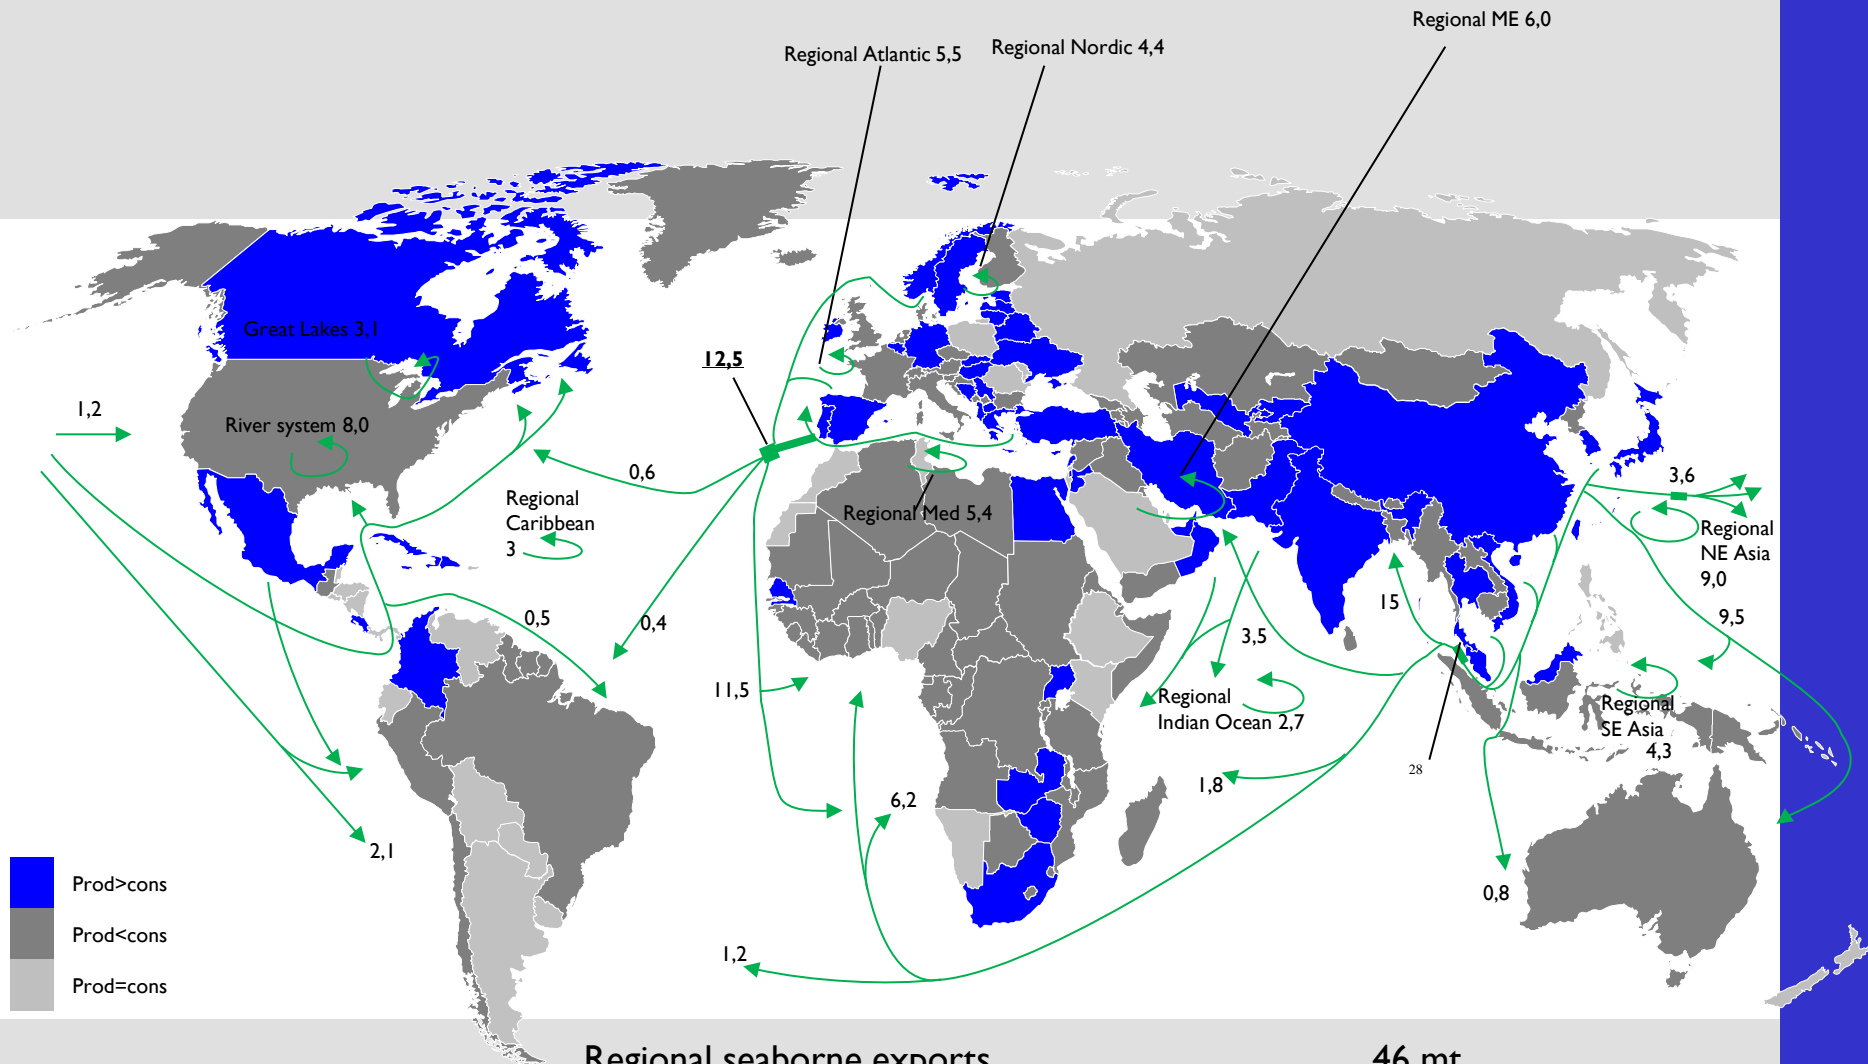 Regional ME 6,0
Regional Atlantic 5,5
Regional Nordic 4,4
Great Lakes 3,1
12,5
1,2
River system 8,0
0,6
3,6
Regional
Caribbean
3
Regional Med 5,4
Regional
NE Asia
9,0
15
0,5
0,4
3,5
9,5
11,5
Regional
Indian Ocean 2,7
Regional
SE Asia
4,3
28
1,8
6,2
2,1
0,8
Prod>cons
Prod<cons
Prod=cons
1,2
Regional seaborne exports 46 mt